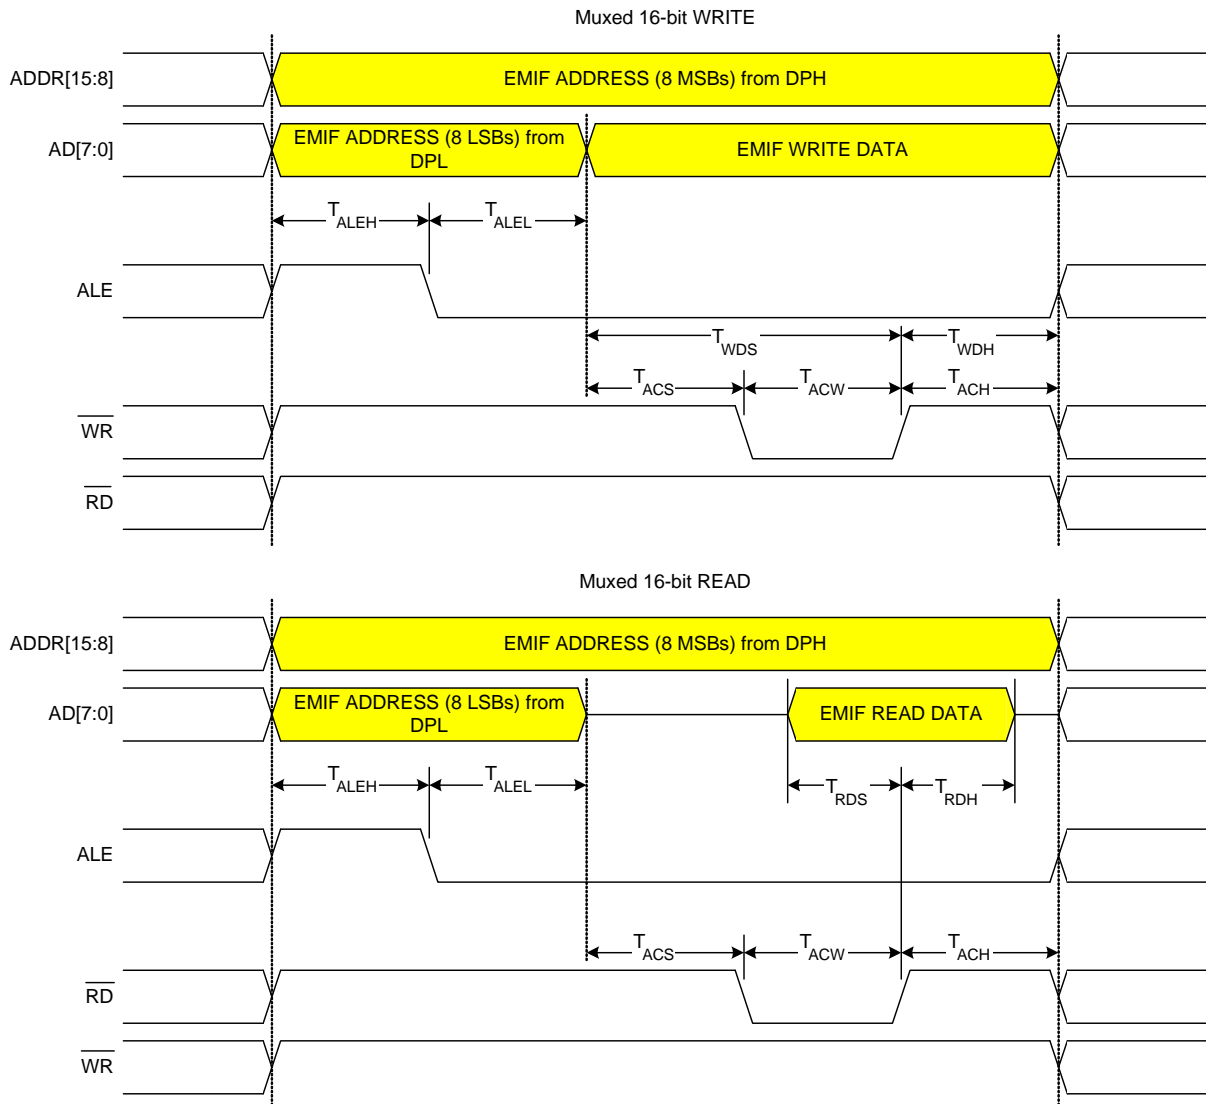 Muxed 16-bit WRITE
ADDR[15:8]
EMIF ADDRESS (8 MSBs) from DPH
AD[7:0]
EMIF ADDRESS (8 LSBs) from
DPL
EMIF WRITE DATA
TALEH
TALEL
ALE
TWDS
TWDH
TACS
TACW
TACH
WR
RD
Muxed 16-bit READ
ADDR[15:8]
EMIF ADDRESS (8 MSBs) from DPH
AD[7:0]
EMIF ADDRESS (8 LSBs) from
DPL
EMIF READ DATA
TALEH
TALEL
TRDS
TRDH
ALE
TACS
TACW
TACH
RD
WR